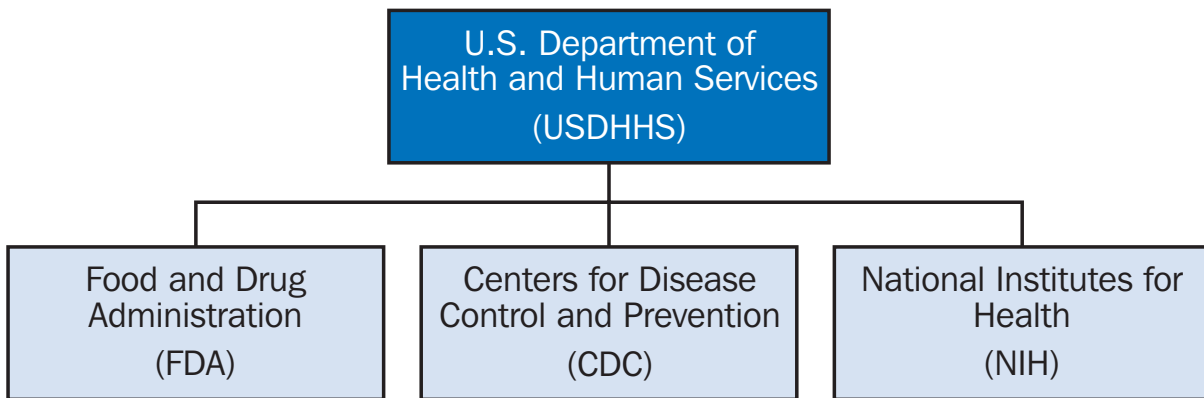 U.S. Department of
Health and Human Services
(USDHHS)
Food and Drug
Administration
(FDA)
Centers for Disease
Control and Prevention
(CDC)
National Institutes for
Health
(NIH)